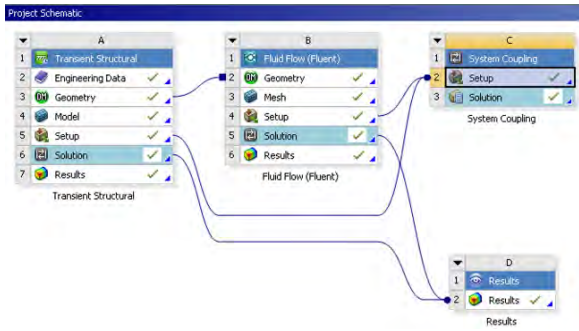 Project Schematic
A
1 Transient Structural
2 Engineering Data
3 Geometry
4 Model
5 Setup
6 Solution
7 Results
Transient Structural
B
1 Fluid Flow (Fluent)
2 Geometry
3 Mesh
4 Setup
5 Solution
6 Results
Fluid Flow (Fluent)
C
1 System Coupling
2 Setup
3 Solution
System Coupling
D
1 Results
2 Results
Results